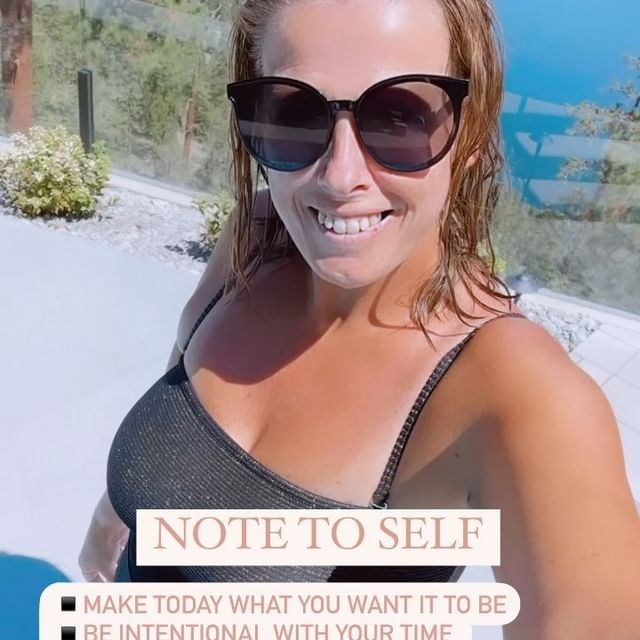 NOTE TO SELF
◾ MAKE TODAY WHAT YOU WANT IT TO BE
◾ BE INTENTIONAL WITH YOUR TIME